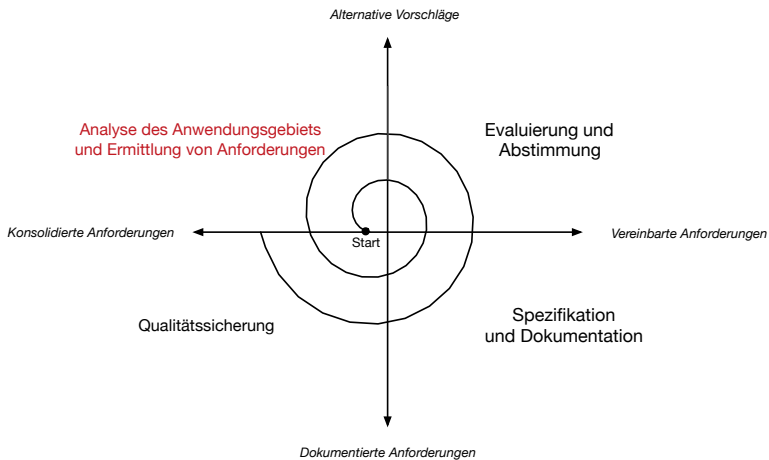 Alternative Vorschläge
Analyse des Anwendungsgebiets
und Ermittlung von Anforderungen
Evaluierung und
Abstimmung
Konsolidierte Anforderungen
Start
Vereinbarte Anforderungen
Qualitätssicherung
Spezifikation
und Dokumentation
Dokumentierte Anforderungen